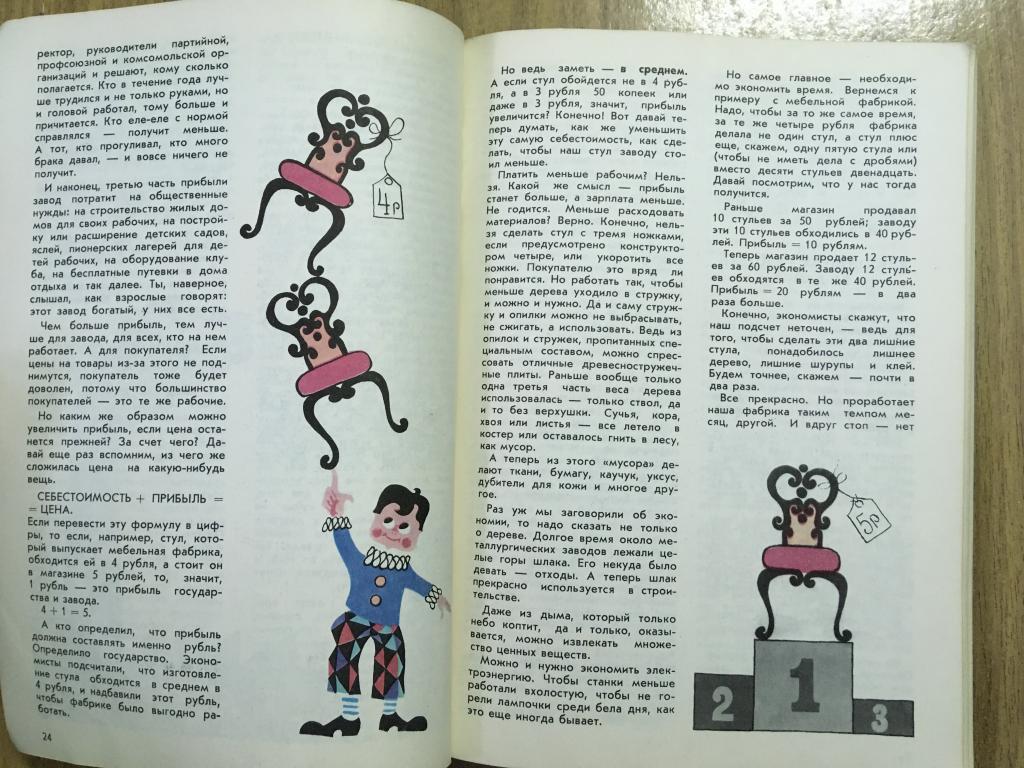 ректор, руководители партийной,
профсоюзной и комсомольской ор-
ганизаций и решают, кому сколько
полагается. Кто в течение года луч-
ше трудился и не только руками, но
и головой работал, тому больше и
причитается. Кто еле-еле с нормой
справлялся — получит меньше.
А тот, кто прогуливал, кто много
брака давал, — и вовсе ничего не
получит.
И наконец, третью часть прибыли
завод потратит на общественные
нужды: на строительство жилых до-
мов для своих рабочих, на построй-
ку или расширение детских садов,
яслей, пионерских лагерей для де-
тей рабочих, на оборудование клу-
ба, на бесплатные путевки в дома
отдыха и так далее. Ты, наверное,
слышал, как взрослые говорят:
этот завод богатый, у них все есть.
Чем больше прибыль, тем луч-
ше для завода, для всех, кто на нем
работает. А для покупателя? Если
цены на товары из-за этого не под-
нимутся, покупатель тоже будет
доволен, потому что большинство
покупателей — это те же рабочие.
Но каким же образом можно
увеличить прибыль, если цена оста-
нется прежней? За счет чего? Да-
вай еще раз вспомним, из чего же
сложилась цена на какую-нибудь
вещь.
СЕБЕСТОИМОСТЬ + ПРИБЫЛЬ =
= ЦЕНА.
Если перевести эту формулу в циф-
ры, то если, например, стул, кото-
рый выпускает мебельная фабрика,
обходится ей в 4 рубля, а стоит он
в магазине 5 рублей, то, значит,
1 рубль — это прибыль государ-
ства и завода.
4 + 1 = 5.
А кто определил, что прибыль
должна составлять именно рубль?
Определило государство. Эконо-
мисты подсчитали, что изготовле-
ние стула обходится в среднем в
4 рубля, и надбавили этот рубль,
чтобы фабрике было выгодно ра-
ботать.
24
4р
Но ведь заметь — в среднем.
А если стул обойдется не в 4 руб-
ля, а в 3 рубля 50 копеек или
даже в 3 рубля, значит, прибыль
увеличится? Конечно! Вот давай те-
перь думать, как же уменьшить
эту самую себестоимость, как сде-
лать, чтобы наш стул заводу сто-
ил меньше.
Платить меньше рабочим? Нель-
зя. Какой же смысл — прибыль
станет больше, а зарплата меньше.
Не годится. Меньше расходовать
материалов? Верно. Конечно, нель-
зя сделать стул с тремя ножками,
если предусмотрено конструкто-
ром четыре, или укоротить все
ножки. Покупателю это вряд ли
понравится. Но работать так, чтобы
меньше дерева уходило в стружку,
и можно и нужно. Да и саму струж-
ку и опилки можно не выбрасывать,
не сжигать, а использовать. Ведь из
опилок и стружек, пропитанных спе-
циальным составом, можно спрес-
совать отличные древесностружеч-
ные плиты. Раньше вообще только
одна третья часть веса дерева
использовалась — только ствол, да
и то без верхушки. Сучья, кора,
хвоя или листья — все летело в
костер или оставалось гнить в лесу,
как мусор.
А теперь из этого «мусора» де-
лают ткани, бумагу, каучук, уксус,
дубители для кожи и многое дру-
гое.
Раз уж мы заговорили об эко-
номии, то надо сказать не только
о дереве. Долгое время около ме-
таллургических заводов лежали це-
лые горы шлака. Его некуда было
девать — отходы. А теперь шлак
прекрасно используется в строи-
тельстве.
Даже из дыма, который только
небо коптит, да и только, оказы-
вается, можно извлекать множе-
ство ценных веществ.
Можно и нужно экономить элек-
троэнергию. Чтобы станки меньше
работали вхолостую, чтобы не го-
рели лампочки среди бела дня, как
это еще иногда бывает.
Но самое главное — необходи-
мо экономить время. Вернемся к
примеру с мебельной фабрикой.
Надо, чтобы за то же самое время,
за те же четыре рубля фабрика
делала не один стул, а стул плюс
еще, скажем, одну пятую стула или
(чтобы не иметь дела с дробями)
вместо десяти стульев двенадцать.
Давай посмотрим, что у нас тогда
получится.
Раньше магазин продавал
10 стульев за 50 рублей; заводу
эти 10 стульев обходились в 40 руб-
лей. Прибыль = 10 рублям.
Теперь магазин продает 12 стуль-
ев за 60 рублей. Заводу 12 стуль-
ев обходятся в те же 40 рублей.
Прибыль = 20 рублям — в два
раза больше.
Конечно, экономисты скажут, что
наш подсчет неточен, — ведь для
того, чтобы сделать эти два лишние
стула, понадобилось лишнее
дерево, лишние шурупы и клей.
Будем точнее, скажем — почти в
два раза.
Все прекрасно. Но проработает
наша фабрика таким темпом ме-
сяц, другой. И вдруг стоп — нет
5р
2 1 3